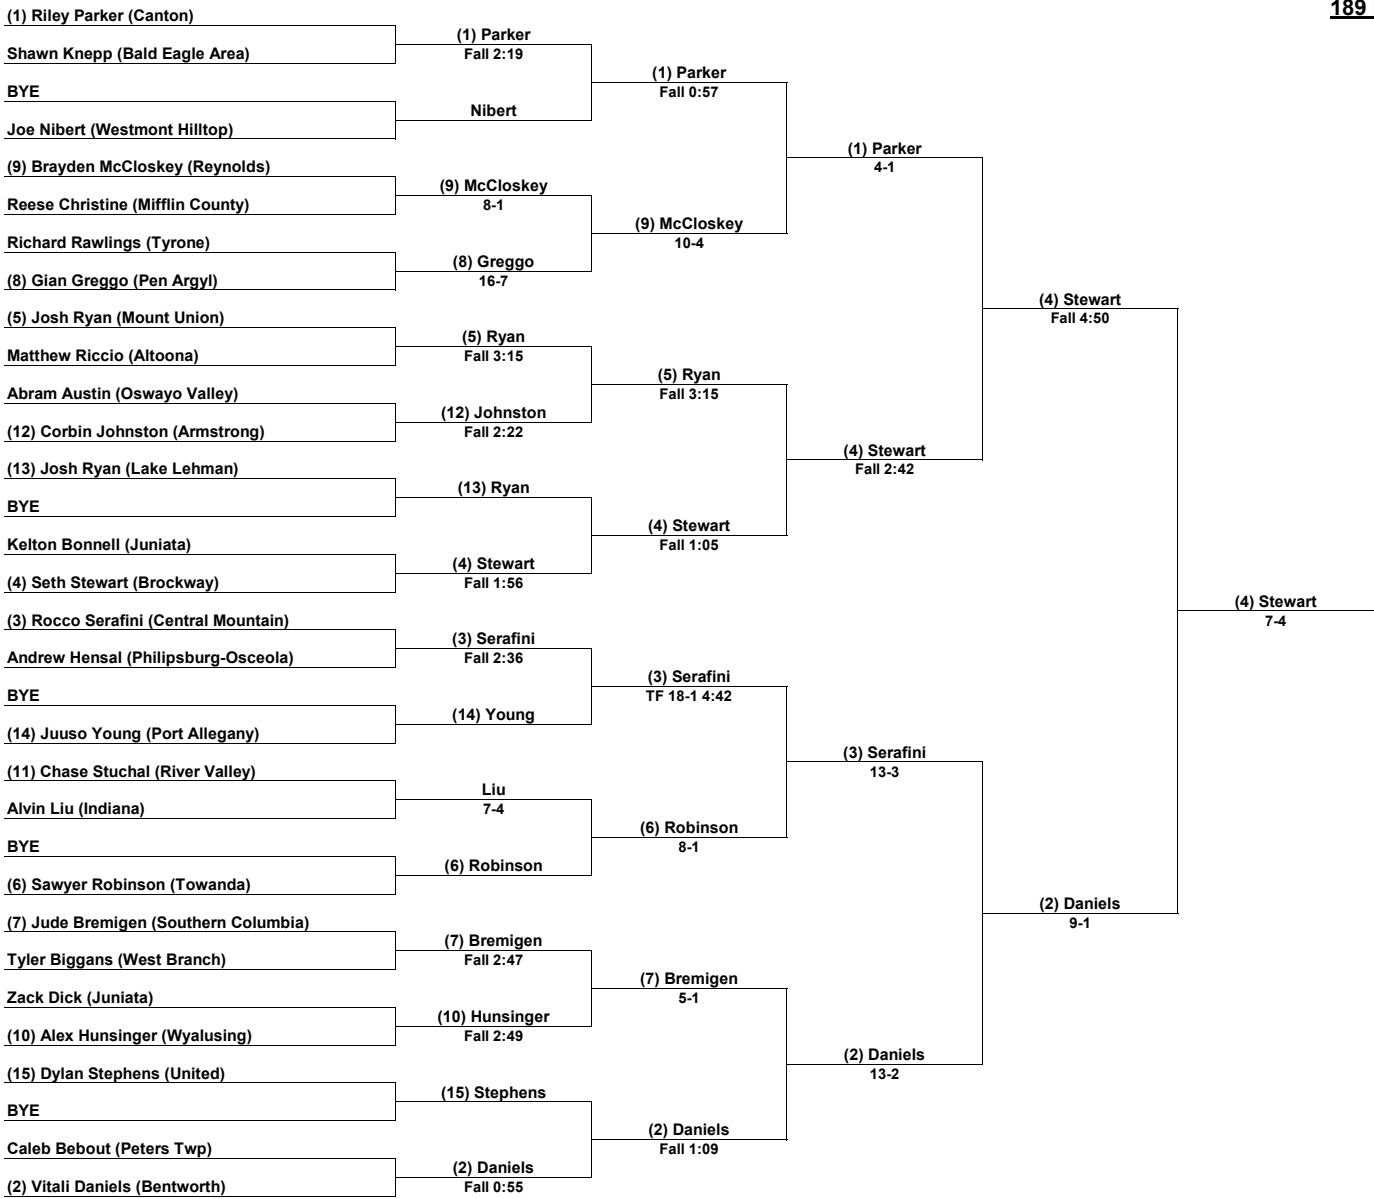 189
(1) Riley Parker (Canton)
Shawn Knepp (Bald Eagle Area)
BYE
Joe Nibert (Westmont Hilltop)
(9) Brayden McCloskey (Reynolds)
Reese Christine (Mifflin County)
Richard Rawlings (Tyrone)
(8) Gian Greggo (Pen Argyl)
(5) Josh Ryan (Mount Union)
Matthew Riccio (Altoona)
Abram Austin (Oswayo Valley)
(12) Corbin Johnston (Armstrong)
(13) Josh Ryan (Lake Lehman)
BYE
Kelton Bonnell (Juniata)
(4) Seth Stewart (Brockway)
(3) Rocco Serafini (Central Mountain)
Andrew Hensal (Philipsburg-Osceola)
BYE
(14) Juuso Young (Port Allegany)
(11) Chase Stuchal (River Valley)
Alvin Liu (Indiana)
BYE
(6) Sawyer Robinson (Towanda)
(7) Jude Bremigen (Southern Columbia)
Tyler Biggans (West Branch)
Zack Dick (Juniata)
(10) Alex Hunsinger (Wyalusing)
(15) Dylan Stephens (United)
BYE
Caleb Bebout (Peters Twp)
(2) Vitali Daniels (Bentworth)
(1) Parker
Fall 2:19
Nibert
(9) McCloskey
8-1
(8) Greggo
16-7
(5) Ryan
Fall 3:15
(12) Johnston
Fall 2:22
(13) Ryan
(4) Stewart
Fall 1:56
(3) Serafini
Fall 2:36
(14) Young
Liu
7-4
(6) Robinson
(7) Bremigen
Fall 2:47
(10) Hunsinger
Fall 2:49
(15) Stephens
(2) Daniels
Fall 0:55
(1) Parker
Fall 0:57
(9) McCloskey
10-4
(5) Ryan
Fall 3:15
(4) Stewart
Fall 1:05
(3) Serafini
TF 18-1 4:42
(6) Robinson
8-1
(7) Bremigen
5-1
(2) Daniels
Fall 1:09
(1) Parker
4-1
(4) Stewart
Fall 2:42
(3) Serafini
13-3
(2) Daniels
13-2
(4) Stewart
Fall 4:50
(2) Daniels
9-1
(4) Stewart
7-4